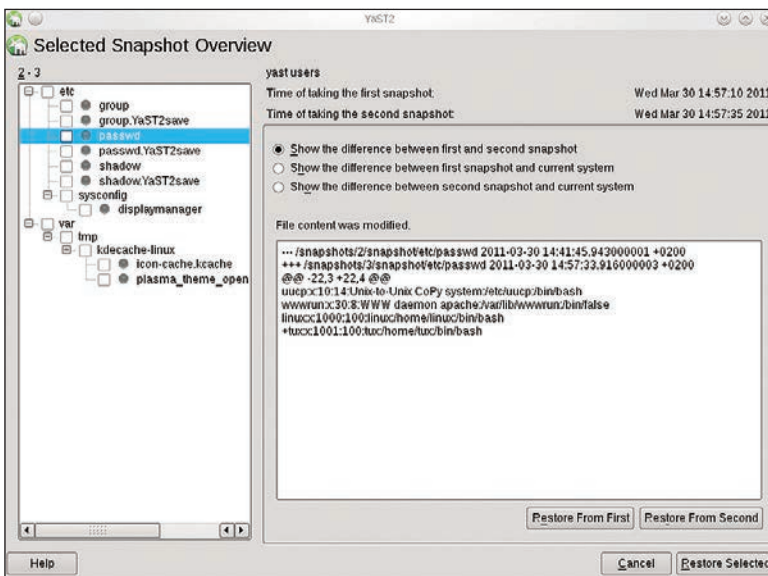 YaST2
Selected Snapshot Overview
2 - 3
etc
group
group.YaST2save
passwd
passwd.YaST2save
shadow
shadow.YaST2save
sysconfig
displaymanager
var
tmp
kdecache-linux
icon-cache.kcache
plasma_theme_open
yast users
Time of taking the first snapshot: Wed Mar 30 14:57:10 2011
Time of taking the second snapshot: Wed Mar 30 14:57:35 2011
Show the difference between first and second snapshot
Show the difference between first snapshot and current system
Show the difference between second snapshot and current system
File content was modified.
--- /snapshots/2/snapshot/etc/passwd 2011-03-30 14:41:45.943000001 +0200
+++ /snapshots/3/snapshot/etc/passwd 2011-03-30 14:57:33.916000003 +0200
@@ -22,3 +22,4 @@
uucp:x:10:14:Unix-to-Unix CoPy system:/etc/uucp:/bin/bash
wwwrun:x:30:8:WWW daemon apache:/var/lib/wwwrun:/bin/false
linux:x:1000:100:linux:/home/linux:/bin/bash
+tux:x:1001:100:tux:/home/tux:/bin/bash
Restore From First
Restore From Second
Help
Cancel
Restore Selected